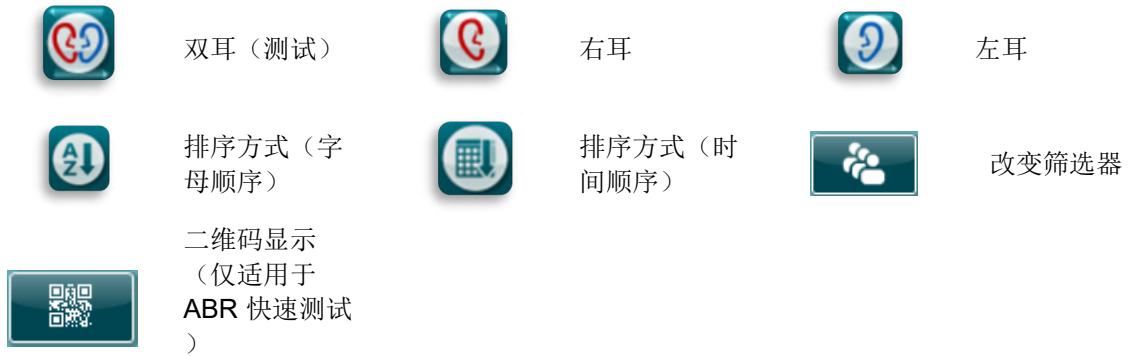 双耳（测试）
右耳
左耳
A
Z
排序方式（字
母顺序）
排序方式（时
间顺序）
改变筛选器
二维码显示
（仅适用于
ABR 快速测试
）